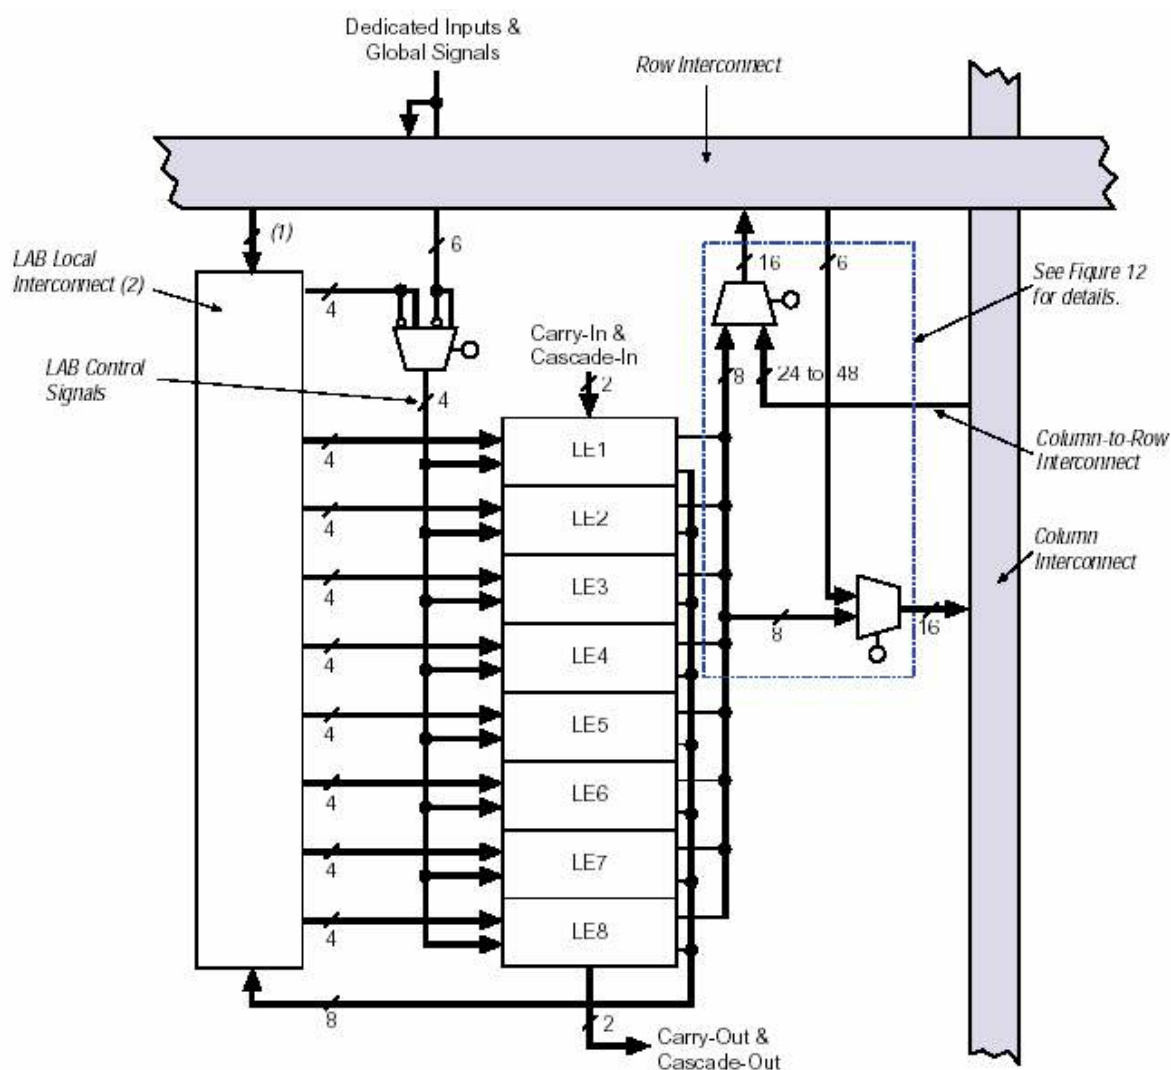 Dedicated Inputs &
Global Signals
Row Interconnect
(1)
6
16
6
LAB Local
Interconnect (2)
See Figure 12
for details.
4
Carry-In &
Cascade-In
LAB Control
Signals
4
2
8
24 to 48
Column-to-Row
Interconnect
4
LE1
4
LE2
Column
Interconnect
4
LE3
8
16
4
LE4
4
LE5
4
LE6
4
LE7
4
LE8
8
2
Carry-Out &
Cascade-Out